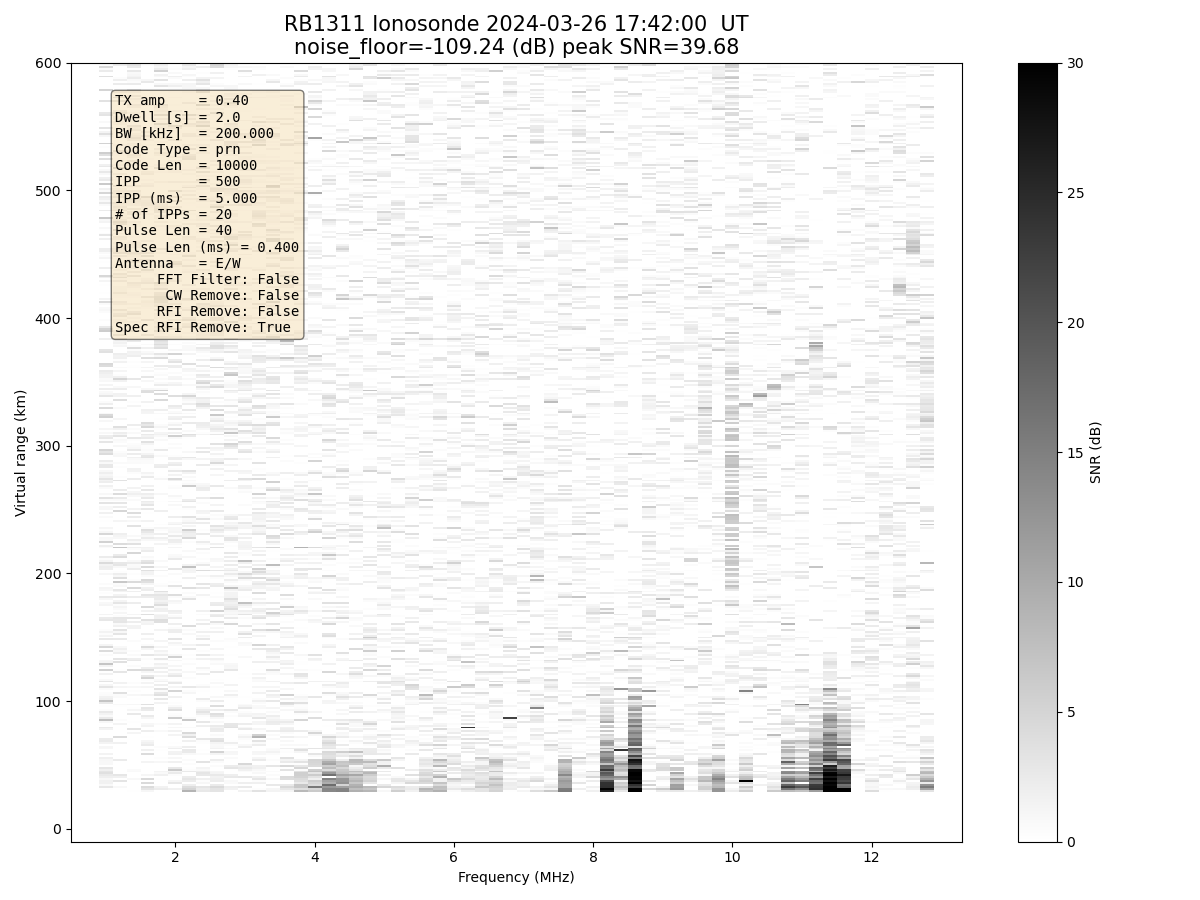 RB1311 Ionosonde 2024-03-26 17:42:00 UT
noise_floor=-109.24 (dB) peak SNR=39.68
600
500
400
300
200
100
0
Virtual range (km)
TX amp    = 0.40
Dwell [s] = 2.0
BW [kHz]  = 200.000
Code Type = prn
Code Len  = 10000
IPP       = 500
IPP (ms)  = 5.000
# of IPPs = 20
Pulse Len = 40
Pulse Len (ms) = 0.400
Antenna   = E/W
FFT Filter: False
CW Remove: False
RFI Remove: False
Spec RFI Remove: True
2 4 6 8 10 12
Frequency (MHz)
30
25
20
15
10
5
0
SNR (dB)